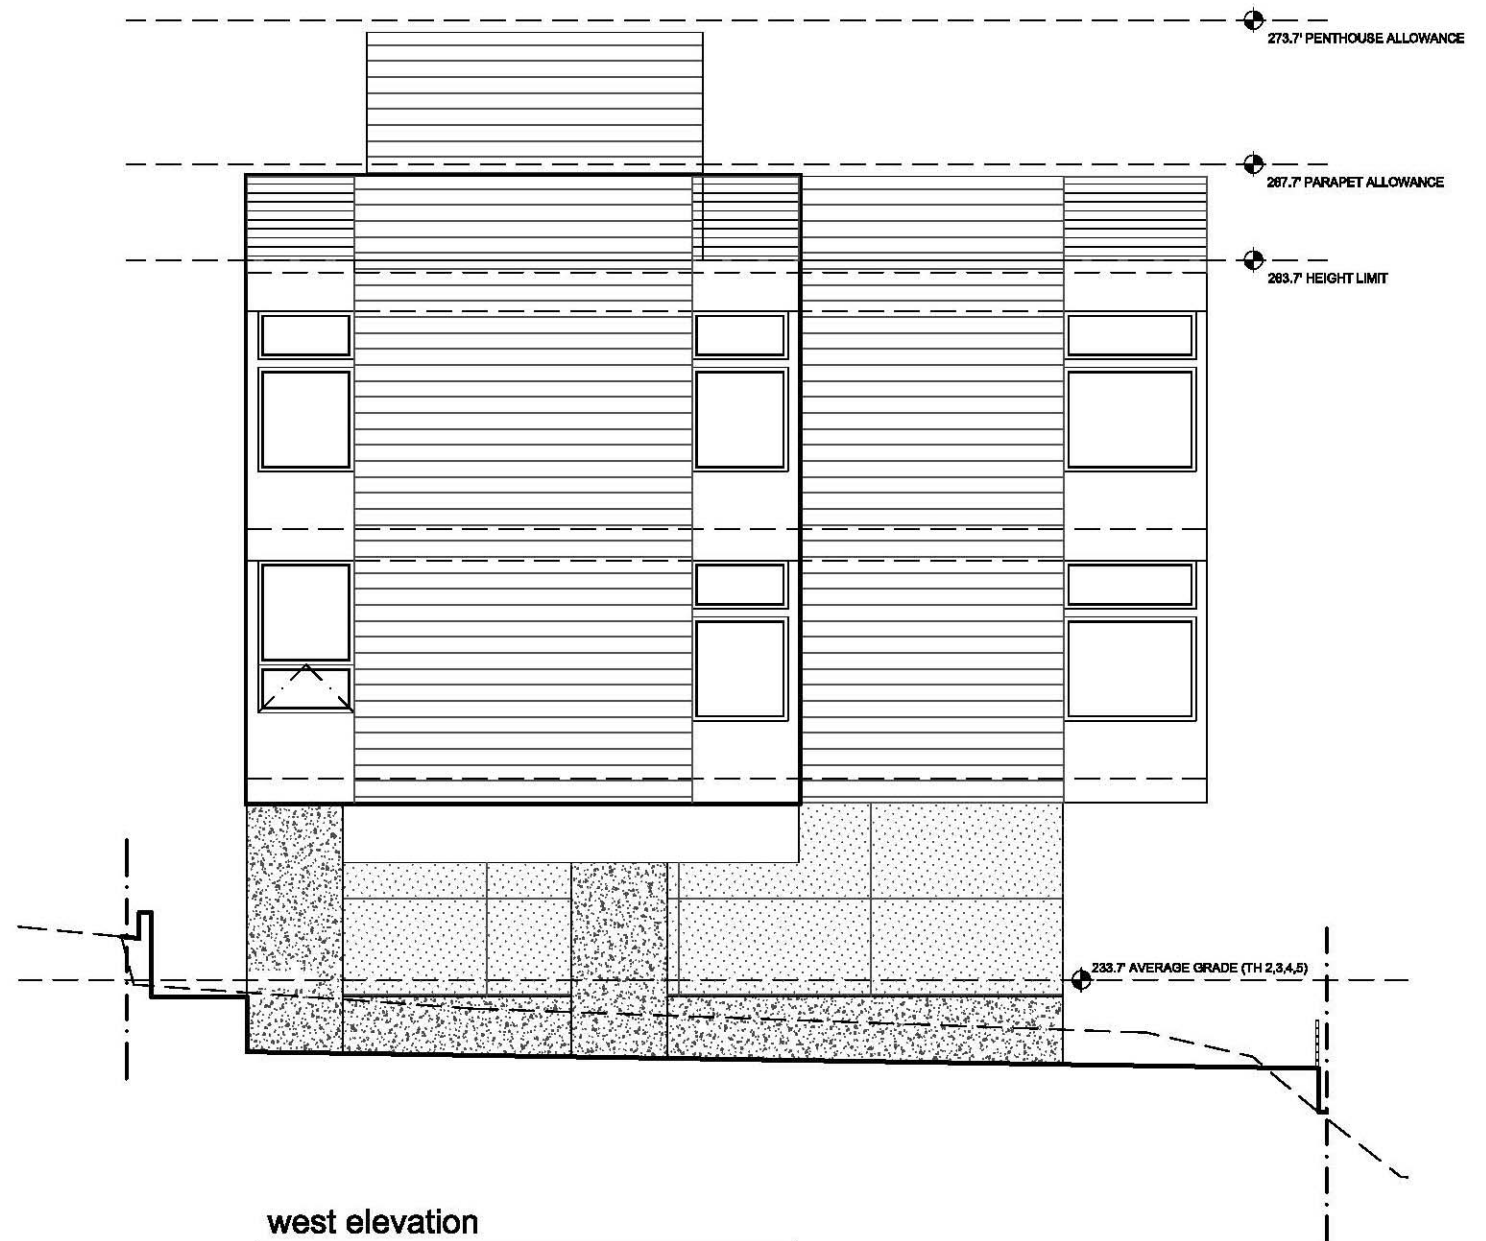 273.7' PENTHOUSE ALLOWANCE
267.7' PARAPET ALLOWANCE
263.7' HEIGHT LIMIT
233.7' AVERAGE GRADE (TH 2,3,4,5)
west elevation